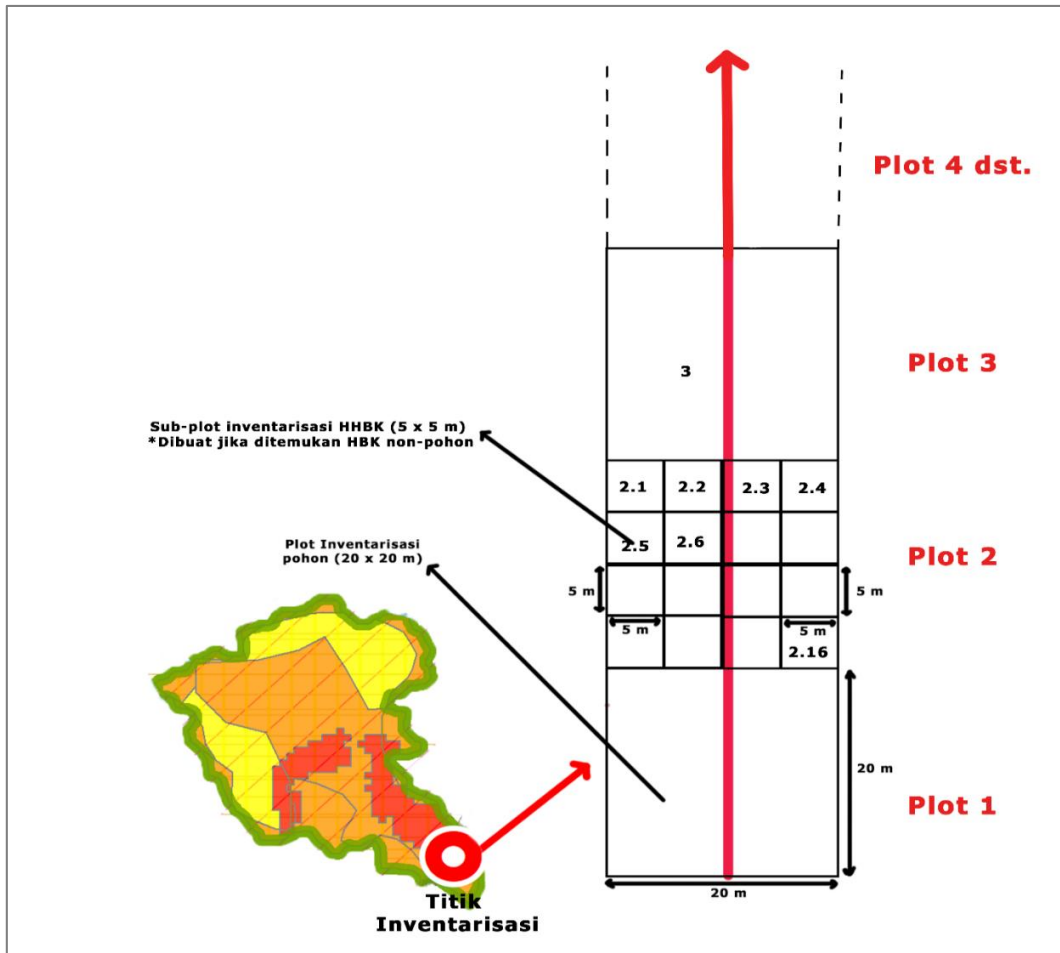 Plot 4 dst.
Plot 3
3
Sub-plot inventarisasi HHBK (5 x 5 m)
*Dibuat jika ditemukan HBK non-pohon
2.1 2.2 2.3 2.4
Plot Inventarisasi
pohon (20 x 20 m)
2.5 2.6
Plot 2
5 m 5 m
5 m 5 m
2.16
20 m
Plot 1
20 m
Titik
Inventarisasi